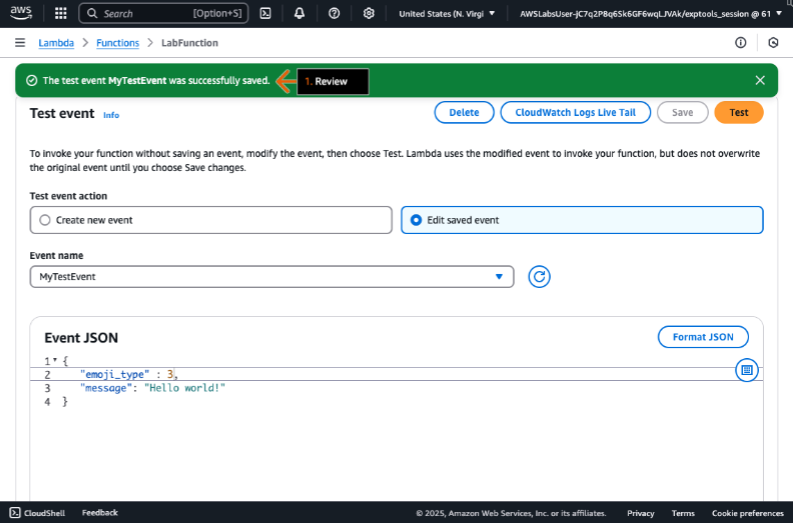 aws Search [Option+S] United States (N. Virgi AWSLabsUser-jC7q2P8q6Sk6GF6wqLJVAk/exptools_session @ 61
Lambda > Functions > LabFunction
The test event MyTestEvent was successfully saved. 1. Review
Test event Info Delete CloudWatch Logs Live Tail Save Test
To invoke your function without saving an event, modify the event, then choose Test. Lambda uses the modified event to invoke your function, but does not overwrite
the original event until you choose Save changes.
Test event action
Create new event Edit saved event
Event name
MyTestEvent
Event JSON Format JSON
1 {
2 "emoji_type" : 3,
3 "message": "Hello world!"
4 }
CloudShell Feedback © 2025, Amazon Web Services, Inc. or its affiliates. Privacy Terms Cookie preferences